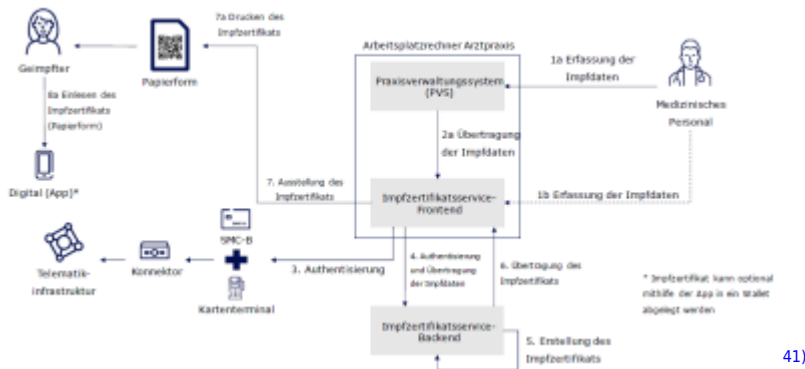 7a Drucken des
Impfzertifikats
Geimpfter
Papierform
8a Einlesen des
Impfzertifikats
(Papierform)
Digital (App)*
Arbeitsplatzrechner Arztpraxis
Praxisverwaltungssystem
(PVS)
1a Erfassung der
Impfdaten
Medizinisches
Personal
2a Übertragung
der Impfdaten
7. Ausstellung des
Impfzertifikats
Impfzertifikatsservice-
Frontend
1b Erfassung der Impfdaten
SMC-B
Telematik-
infrastruktur
Konnektor
Kartenterminal
3. Authentisierung
4. Authentisierung
und Übertragung
der Impfdaten
6. Übertragung des
Impfzertifikats
* Impfzertifikat kann optional
mithilfe der App in ein Wallet
abgelegt werden
Impfzertifikatsservice-
Backend
5. Erstellung des
Impfzertifikats
41)